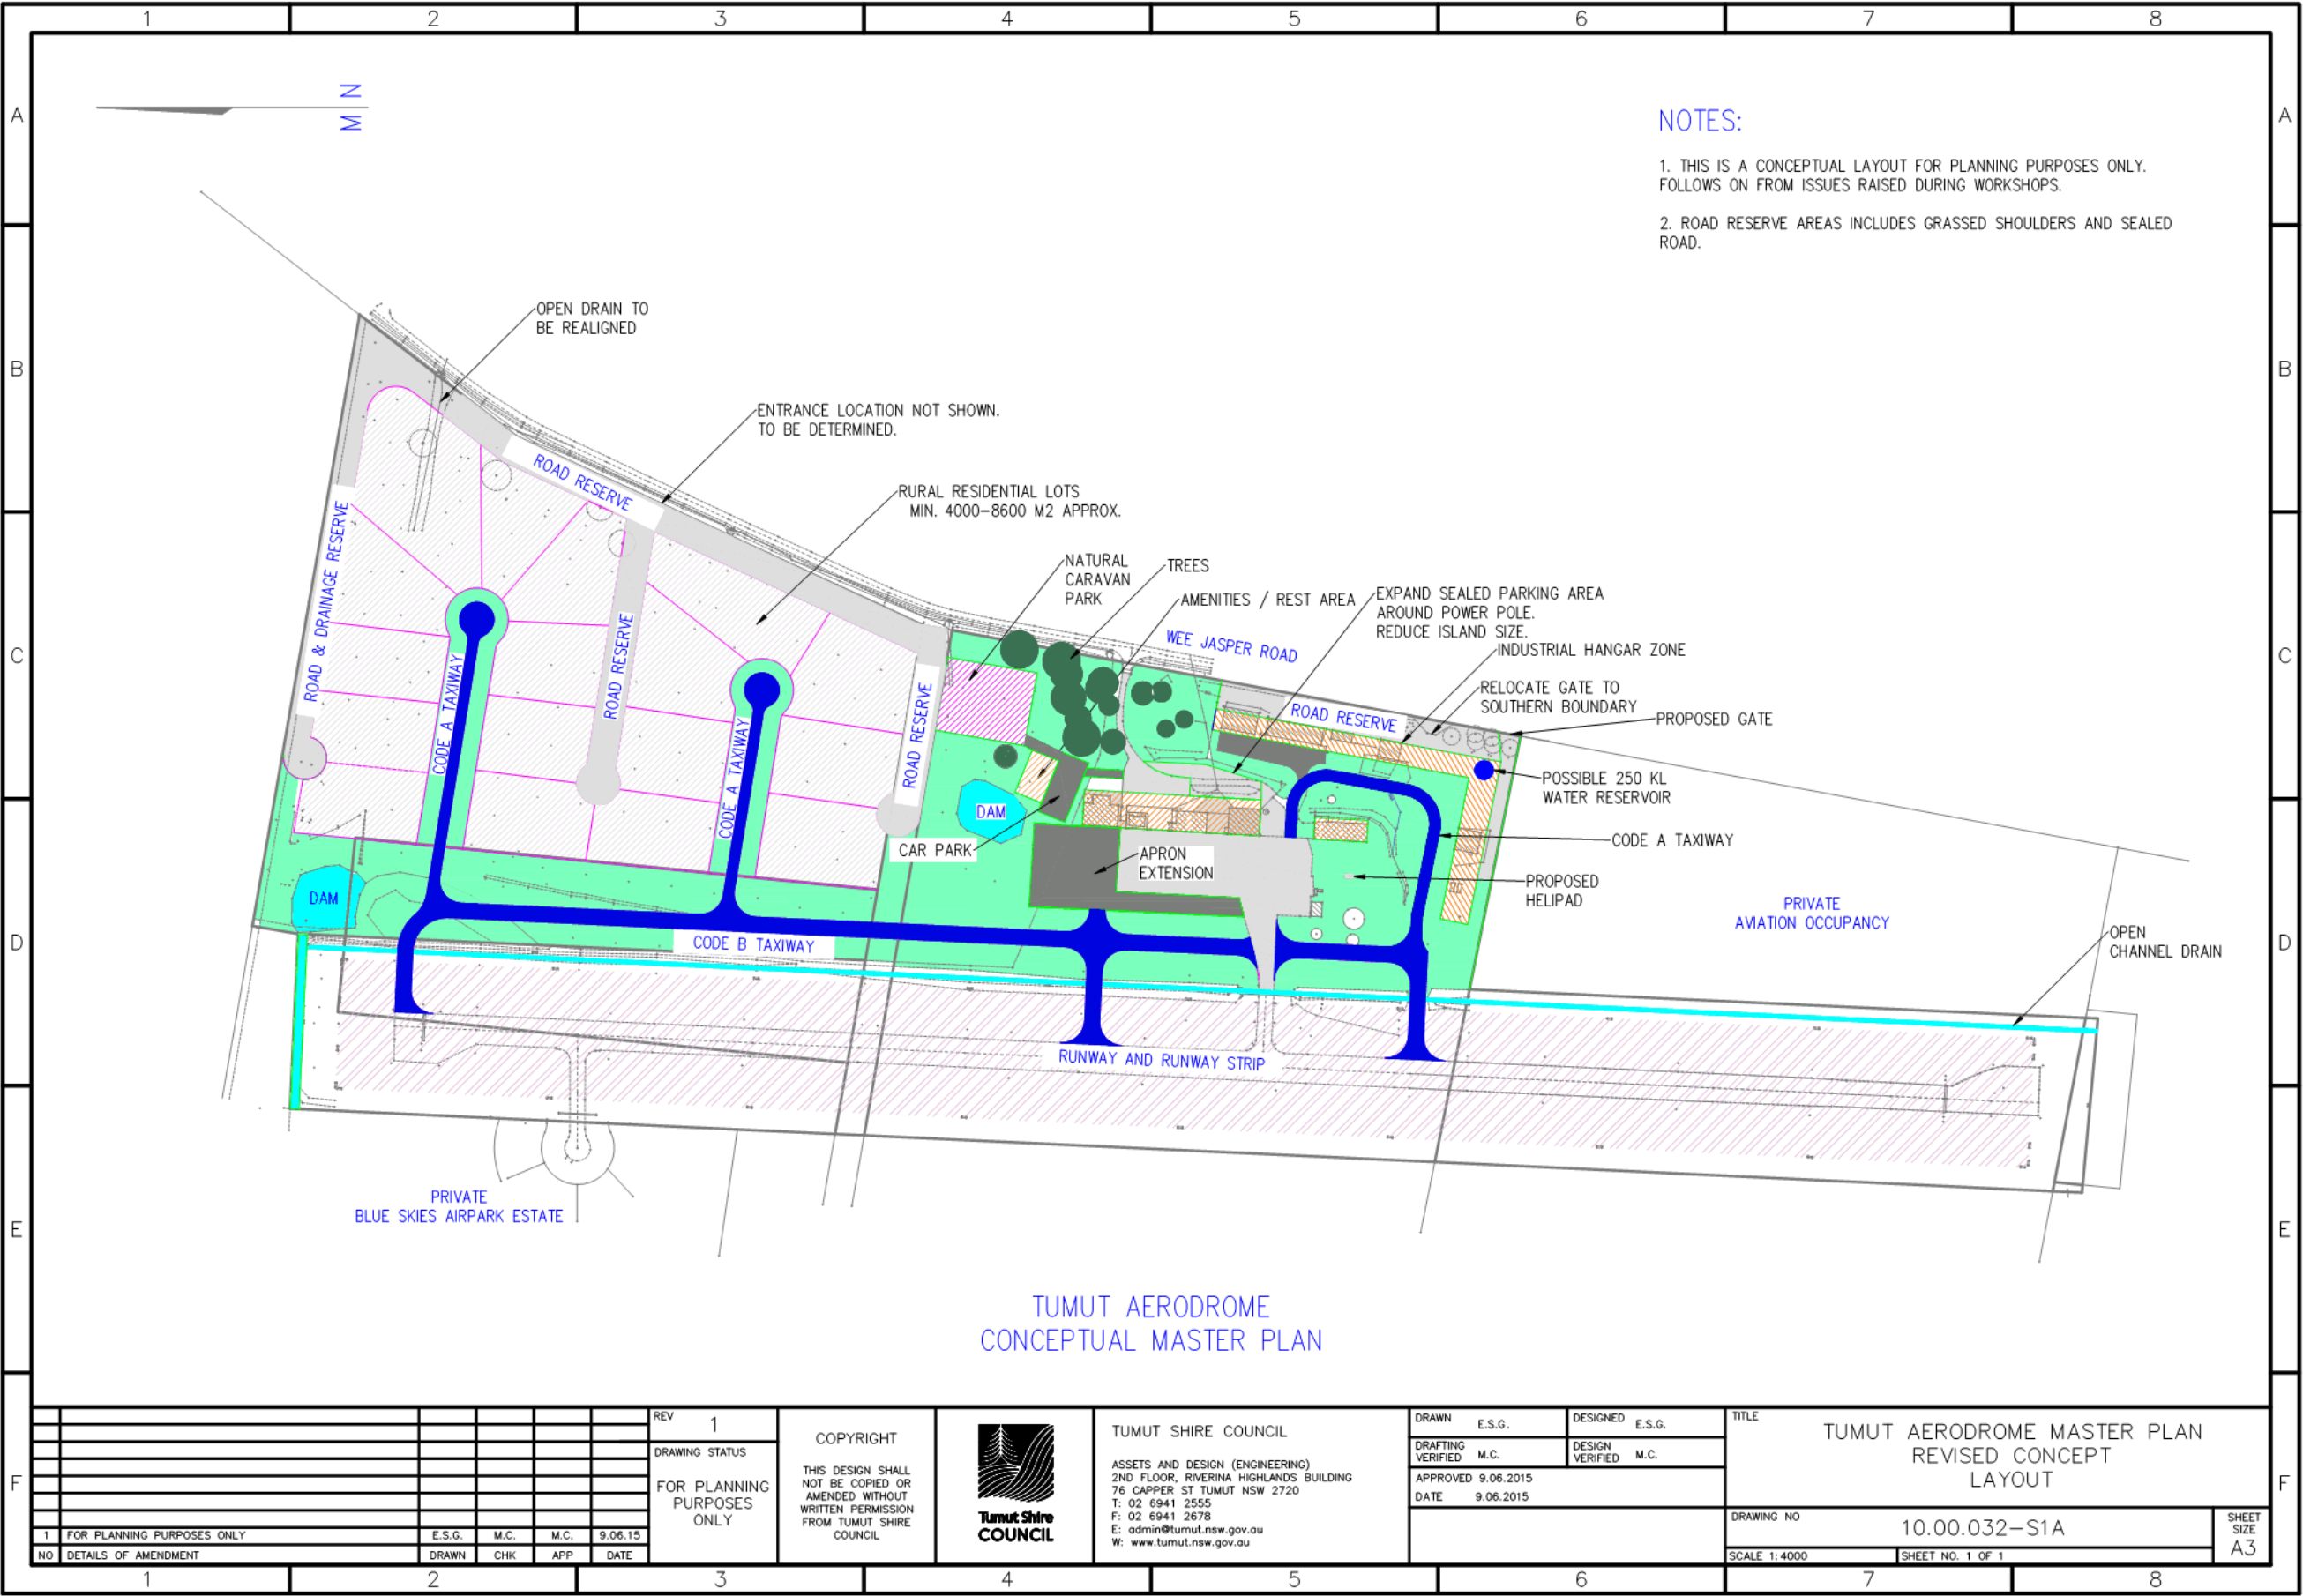 1 2 3 4 5 6 7 8
A A
B B
C C
D D
E E
F F
M N
NOTES:
1. THIS IS A CONCEPTUAL LAYOUT FOR PLANNING PURPOSES ONLY.
FOLLOWS ON FROM ISSUES RAISED DURING WORKSHOPS.
2. ROAD RESERVE AREAS INCLUDES GRASSED SHOULDERS AND SEALED
ROAD.
OPEN DRAIN TO
BE REALIGNED
ENTRANCE LOCATION NOT SHOWN.
TO BE DETERMINED.
ROAD RESERVE
RURAL RESIDENTIAL LOTS
MIN. 4000-8600 M2 APPROX.
ROAD & DRAINAGE RESERVE
NATURAL
CARAVAN
PARK
TREES
AMENITIES / REST AREA
EXPAND SEALED PARKING AREA
AROUND POWER POLE.
REDUCE ISLAND SIZE.
WEE JASPER ROAD
INDUSTRIAL HANGAR ZONE
RELOCATE GATE TO
SOUTHERN BOUNDARY
PROPOSED GATE
ROAD RESERVE
CODE A TAXIWAY
ROAD RESERVE
CODE A TAXIWAY
ROAD RESERVE
POSSIBLE 250 KL
WATER RESERVOIR
DAM
CODE A TAXIWAY
CAR PARK
APRON
EXTENSION
PROPOSED
HELIPAD
DAM
PRIVATE
AVIATION OCCUPANCY
CODE B TAXIWAY
OPEN
CHANNEL DRAIN
RUNWAY AND RUNWAY STRIP
PRIVATE
BLUE SKIES AIRPARK ESTATE
TUMUT AERODROME
CONCEPTUAL MASTER PLAN
1 FOR PLANNING PURPOSES ONLY E.S.G. M.C. M.C. 9.06.15
NO DETAILS OF AMENDMENT DRAWN CHK APP DATE
REV 1
DRAWING STATUS
FOR PLANNING
PURPOSES
ONLY
COPYRIGHT
THIS DESIGN SHALL
NOT BE COPIED OR
AMENDED WITHOUT
WRITTEN PERMISSION
FROM TUMUT SHIRE
COUNCIL
Tumut Shire
COUNCIL
TUMUT SHIRE COUNCIL
ASSETS AND DESIGN (ENGINEERING)
2ND FLOOR, RIVERINA HIGHLANDS BUILDING
76 CAPPER ST TUMUT NSW 2720
T: 02 6941 2555
F: 02 6941 2678
E: admin@tumut.nsw.gov.au
W: www.tumut.nsw.gov.au
DRAWN E.S.G. DESIGNED E.S.G.
DRAFTING VERIFIED M.C. DESIGN VERIFIED M.C.
APPROVED 9.06.2015
DATE 9.06.2015
TITLE
TUMUT AERODROME MASTER PLAN
REVISED CONCEPT
LAYOUT
DRAWING NO 10.00.032-S1A
SHEET
SIZE
A3
SCALE 1:4000 SHEET NO. 1 OF 1
1 2 3 4 5 6 7 8